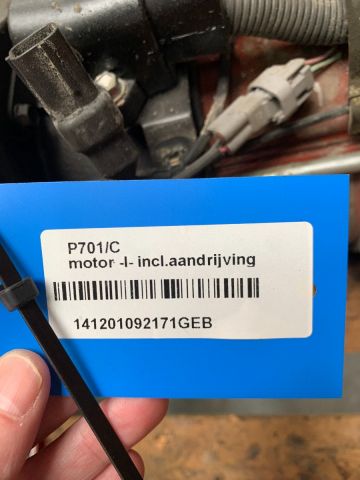 P701/C
motor -l- incl.aandrijving
141201092171GEB